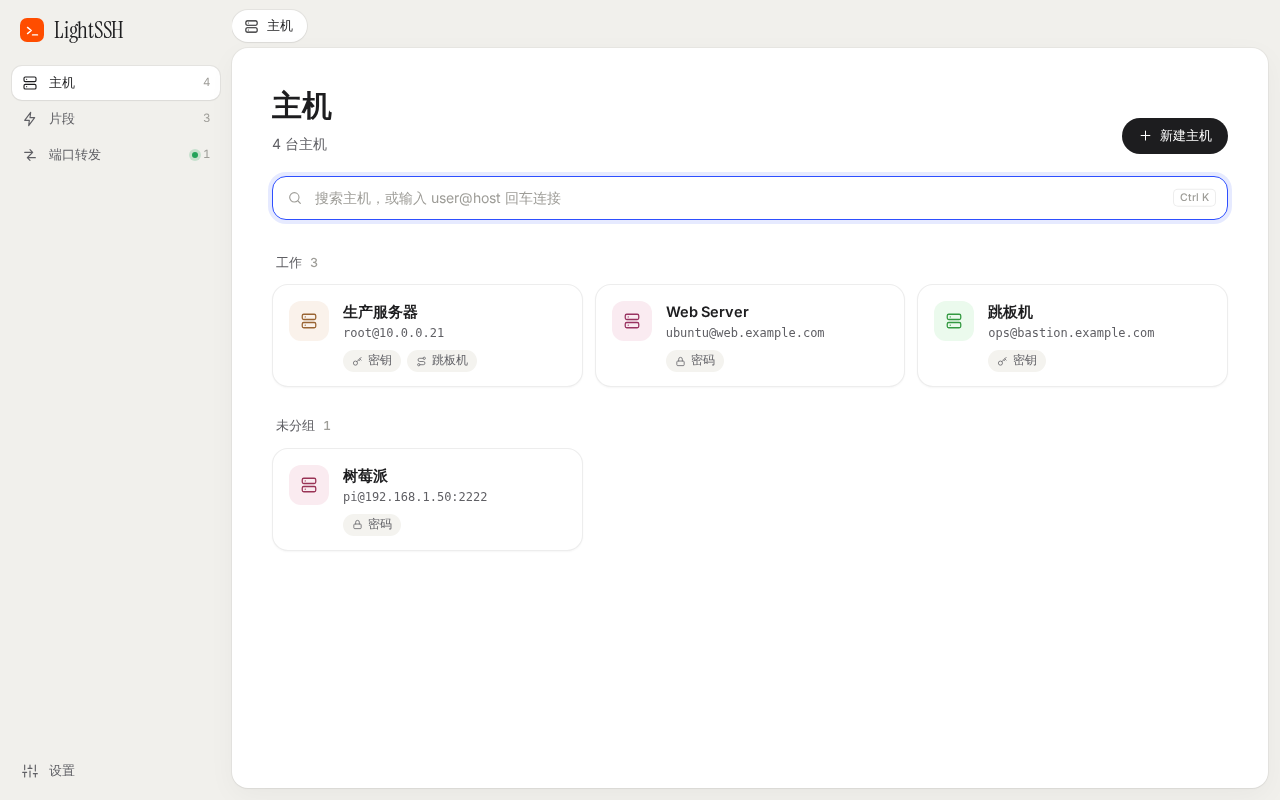 LightSSH
主机
主机 4
片段 3
端口转发 1
主机
4 台主机
新建主机
搜索主机，或输入 user@host 回车连接
Ctrl K
工作 3
生产服务器
root@10.0.0.21
密钥 跳板机
Web Server
ubuntu@web.example.com
密码
跳板机
ops@bastion.example.com
密钥
未分组 1
树莓派
pi@192.168.1.50:2222
密码
设置